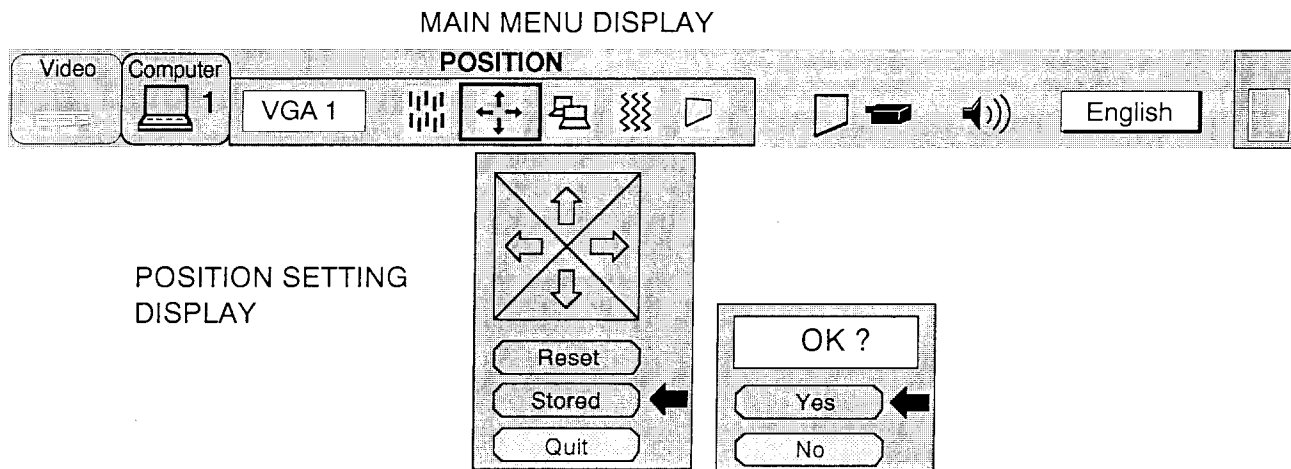 MAIN MENU DISPLAY
POSITION
Video
Computer
1
VGA 1
English
POSITION SETTING
DISPLAY
Reset
Stored
Quit
OK ?
Yes
No